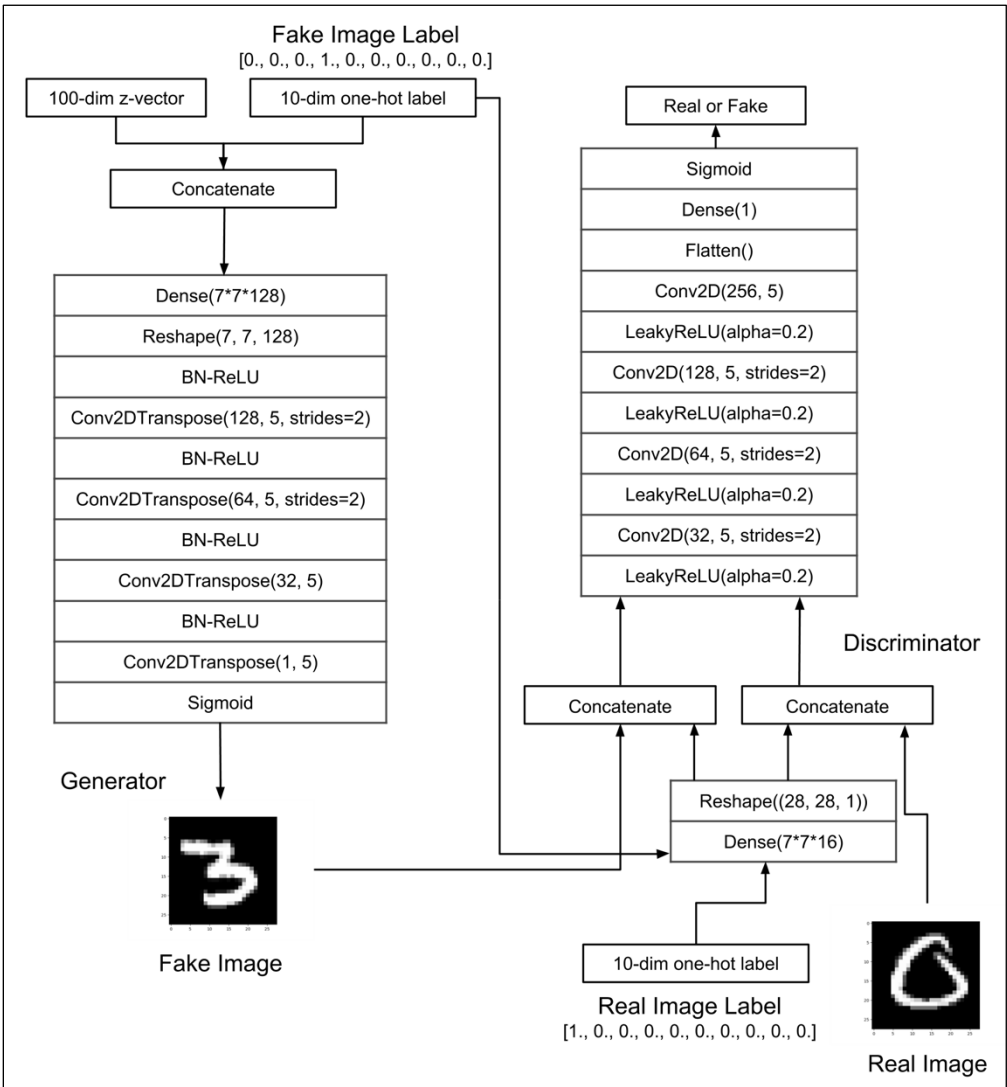 Fake Image Label
[0., 0., 0., 1., 0., 0., 0., 0., 0., 0.]
100-dim z-vector
10-dim one-hot label
Concatenate
Dense(7*7*128)
Reshape(7, 7, 128)
BN-ReLU
Conv2DTranspose(128, 5, strides=2)
BN-ReLU
Conv2DTranspose(64, 5, strides=2)
BN-ReLU
Conv2DTranspose(32, 5)
BN-ReLU
Conv2DTranspose(1, 5)
Sigmoid
Generator
Fake Image
Real or Fake
Sigmoid
Dense(1)
Flatten()
Conv2D(256, 5)
LeakyReLU(alpha=0.2)
Conv2D(128, 5, strides=2)
LeakyReLU(alpha=0.2)
Conv2D(64, 5, strides=2)
LeakyReLU(alpha=0.2)
Conv2D(32, 5, strides=2)
LeakyReLU(alpha=0.2)
Discriminator
Concatenate
Concatenate
Reshape((28, 28, 1))
Dense(7*7*16)
10-dim one-hot label
Real Image Label
[1., 0., 0., 0., 0., 0., 0., 0., 0., 0.]
Real Image